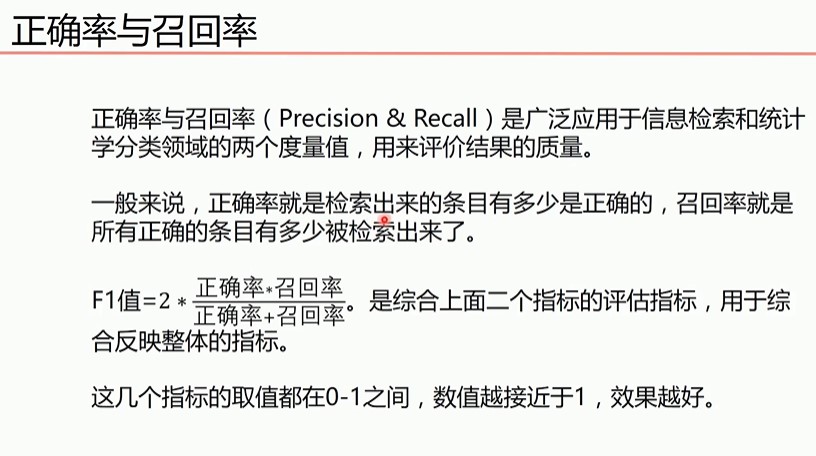 正确率与召回率
正确率与召回率（Precision & Recall）是广泛应用于信息检索和统计
学分类领域的两个度量值，用来评价结果的质量。
一般来说，正确率就是检索出来的条目有多少是正确的，召回率就是
所有正确的条目有多少被检索出来了。
F1值=2*正确率*召回率/正确率+召回率。是综合上面二个指标的评估指标，用于综
合反映整体的指标。
这几个指标的取值都在0-1之间，数值越接近于1，效果越好。